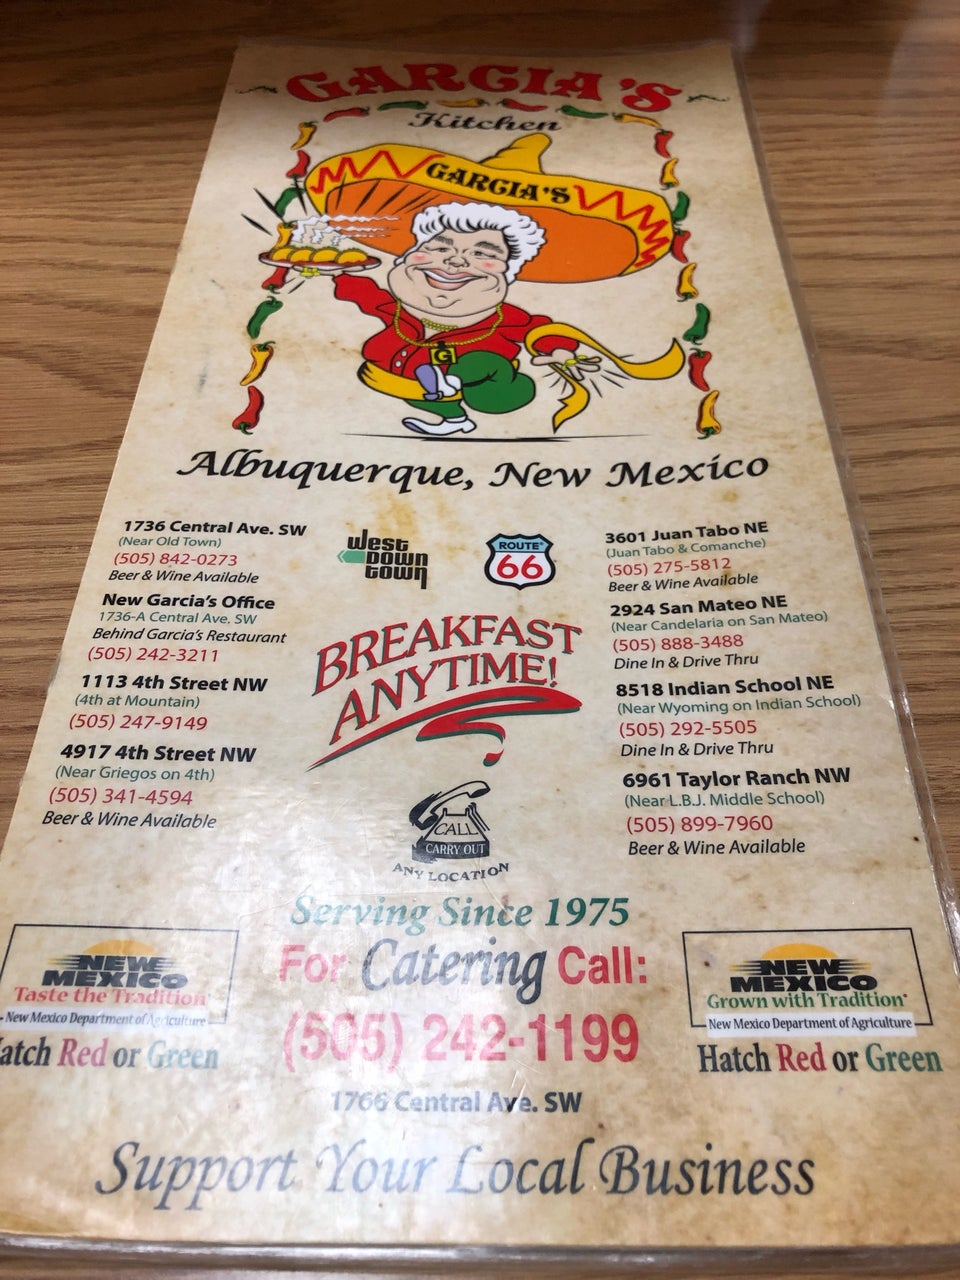 GARCIA'S
Kitchen
GARCIA'S
G
Albuquerque, New Mexico
1736 Central Ave. SW
(Near Old Town)
(505) 842-0273
Beer & Wine Available
New Garcia's Office
1736-A Central Ave, SW
Behind Garcia's Restaurant
(505) 242-3211
1113 4th Street NW
(4th at Mountain)
(505) 247-9149
4917 4th Street NW
(Near Griegos on 4th)
(505) 341-4594
Beer & Wine Available
West
DOWN
town
ROUTE
66
BREAKFAST
ANYTIME!
CALL
CARRY OUT
ANY LOCATION
3601 Juan Tabo NE
(Juan Tabo & Comanche)
(505) 275-5812
Beer & Wine Available
2924 San Mateo NE
(Near Candelaria on San Mateo)
(505) 888-3488
Dine In & Drive Thru
8518 Indian School NE
(Near Wyoming on Indian School)
(505) 292-5505
Dine In & Drive Thru
6961 Taylor Ranch NW
(Near L.B.J. Middle School)
(505) 899-7960
Beer & Wine Available
Serving Since 1975
For Catering Call:
(505) 242-1199
1766 Central Ave. SW
NEW
MEXICO
Taste the Tradition
New Mexico Department of Agriculture
Hatch Red or Green
NEW
MEXICO
Grown with Tradition
New Mexico Department of Agriculture
Hatch Red or Green
Support Your Local Business